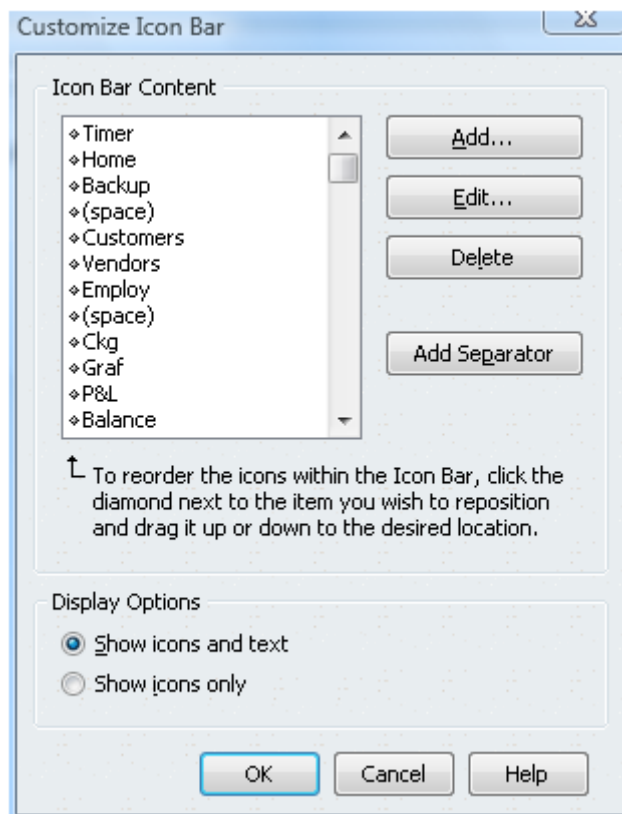 Customize Icon Bar
Icon Bar Content
Timer
Home
Backup
(space)
Customers
Vendors
Employ
(space)
Ckg
Graf
P&L
Balance
Add...
Edit...
Delete
Add Separator
To reorder the icons within the Icon Bar, click the
diamond next to the item you wish to reposition
and drag it up or down to the desired location.
Display Options
Show icons and text
Show icons only
OK
Cancel
Help